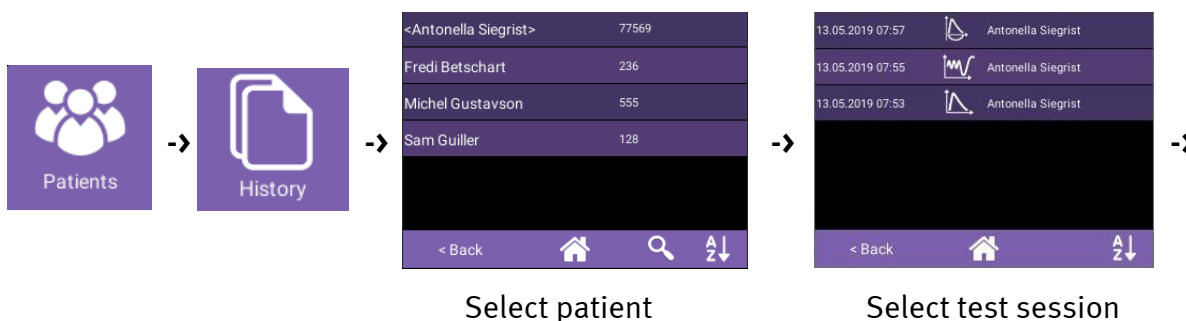 Patients
->
History
->
<Antonella Siegrist> 77569
Fredi Betschart 236
Michel Gustavson 555
Sam Guiller 128
< Back
A
Z
Select patient
->
13.05.2019 07:57 Antonella Siegrist
13.05.2019 07:55 Antonella Siegrist
13.05.2019 07:53 Antonella Siegrist
< Back
A
Z
Select test session
->